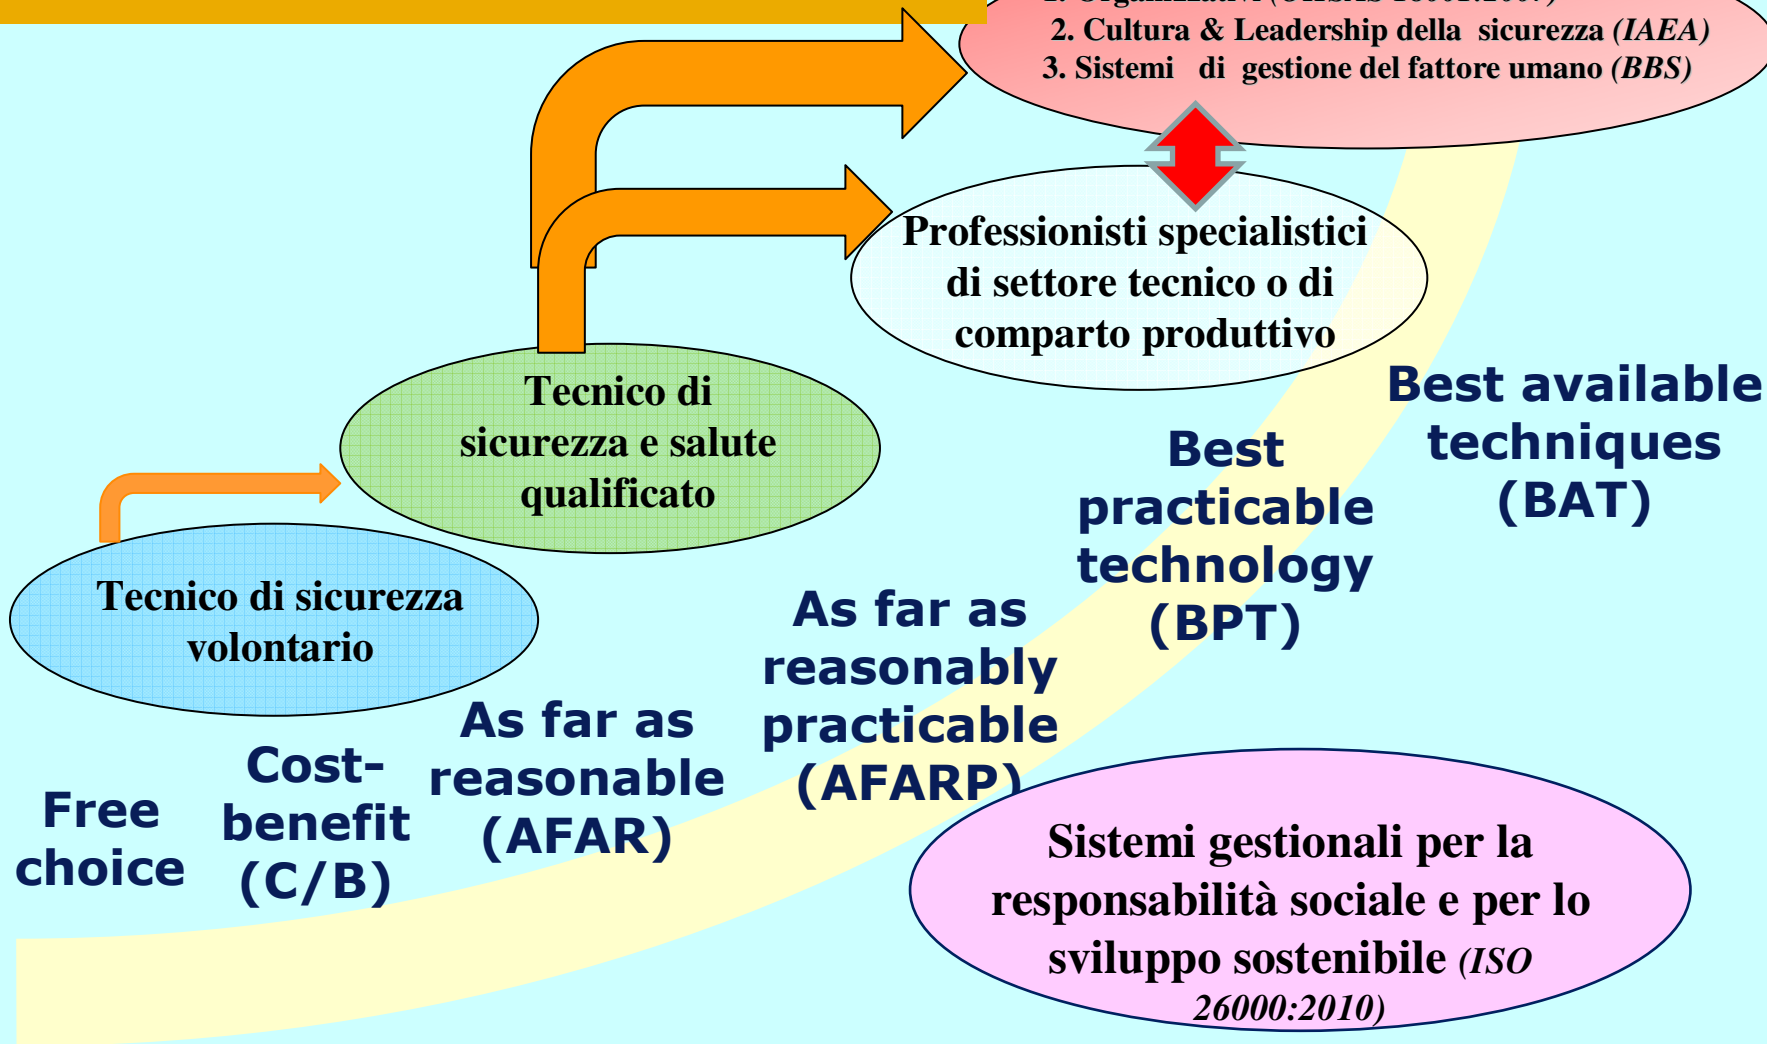 2. Cultura & Leadership della sicurezza (IAEA)
3. Sistemi di gestione del fattore umano (BBS)
Professionisti specialistici
di settore tecnico o di
comparto produttivo
Tecnico di
sicurezza e salute
qualificato
Tecnico di sicurezza
volontario
Best available
techniques
(BAT)
Best
practicable
technology
(BPT)
As far as
reasonably
practicable
(AFARP)
As far as
reasonable
(AFAR)
Cost-
benefit
(C/B)
Free
choice
Sistemi gestionali per la
responsabilità sociale e per lo
sviluppo sostenibile (ISO
26000:2010)